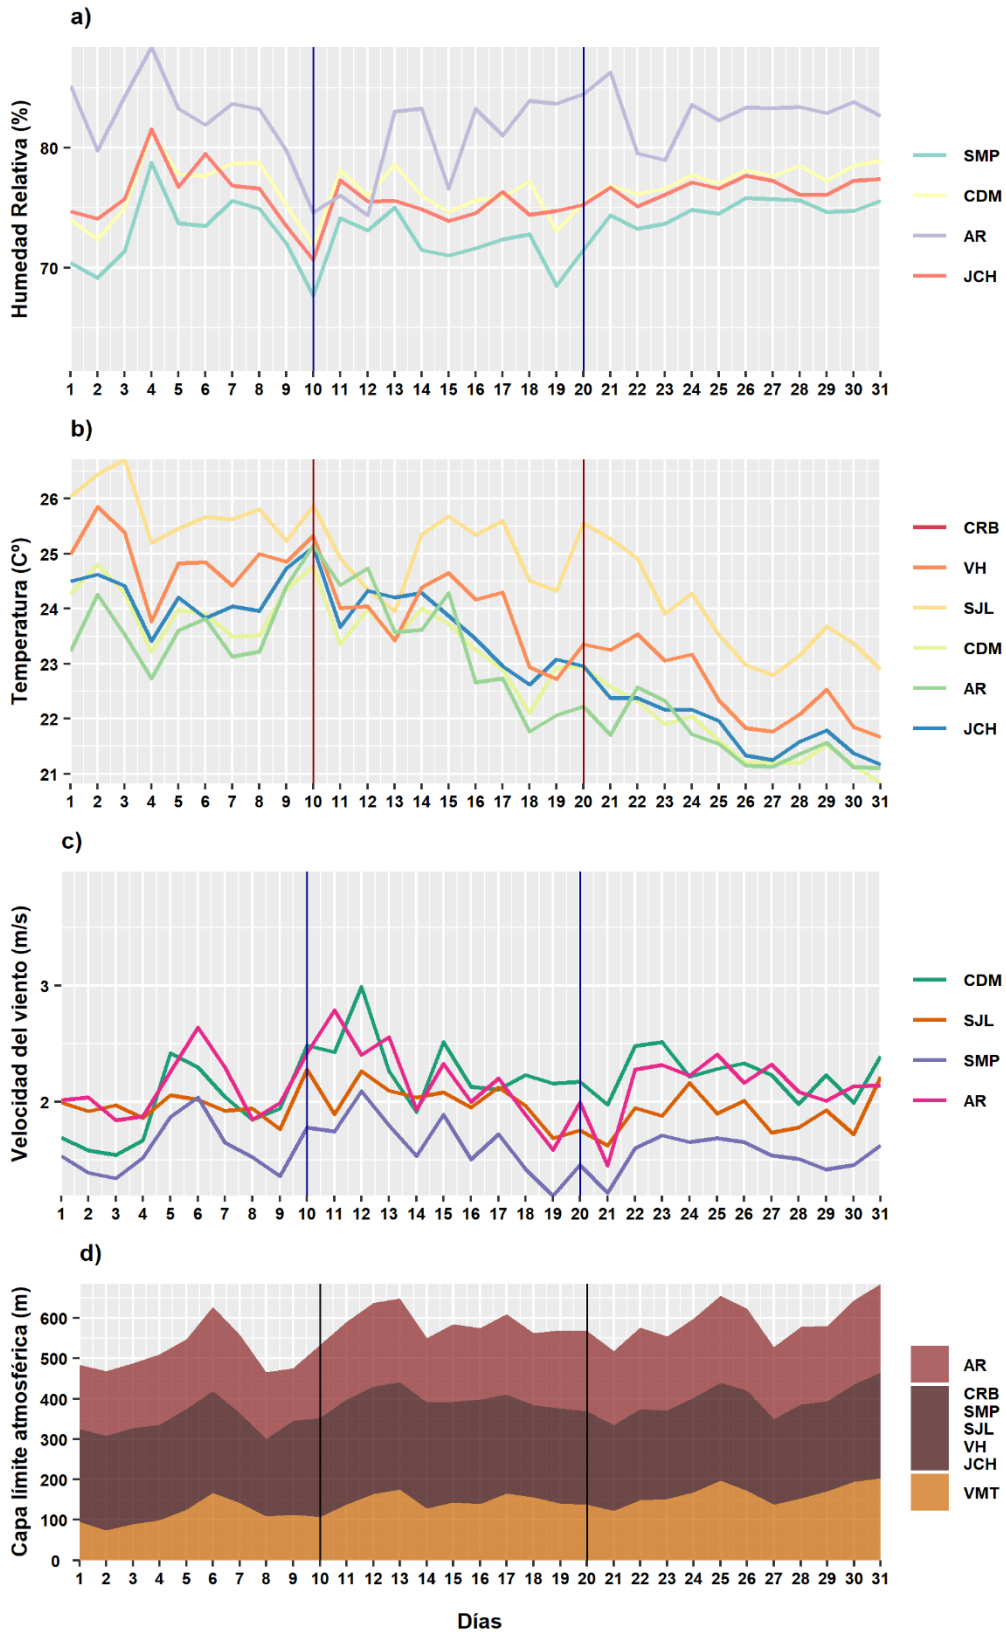 a)
Humedad Relativa (%)
80
70
1 2 3 4 5 6 7 8 9 10 11 12 13 14 15 16 17 18 19 20 21 22 23 24 25 26 27 28 29 30 31
SMP
CDM
AR
JCH
b)
Temperatura (Cº)
26
25
24
23
22
21
1 2 3 4 5 6 7 8 9 10 11 12 13 14 15 16 17 18 19 20 21 22 23 24 25 26 27 28 29 30 31
CRB
VH
SJL
CDM
AR
JCH
c)
Velocidad del viento (m/s)
3
2
1 2 3 4 5 6 7 8 9 10 11 12 13 14 15 16 17 18 19 20 21 22 23 24 25 26 27 28 29 30 31
CDM
SJL
SMP
AR
d)
Capa límite atmosférica (m)
600
500
400
300
200
100
0
1 2 3 4 5 6 7 8 9 10 11 12 13 14 15 16 17 18 19 20 21 22 23 24 25 26 27 28 29 30 31
AR
CRB
SMP
SJL
VH
JCH
VMT
Días